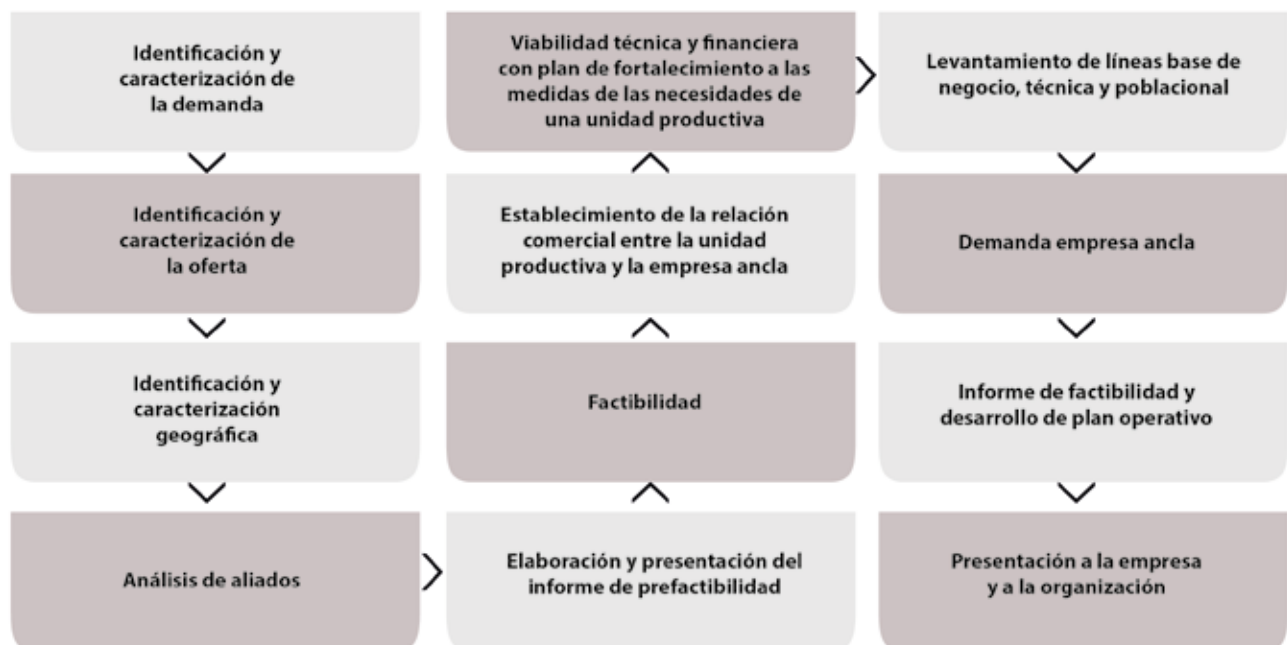 Identificación y
caracterización de
la demanda
Identificación y
caracterización de
la oferta
Identificación y
caracterización
geográfica
Análisis de aliados
Elaboración y presentación del
informe de prefactibilidad
Factibilidad
Establecimiento de la relación
comercial entre la unidad
productiva y la empresa ancla
Viabilidad técnica y financiera
con plan de fortalecimiento a las
medidas de las necesidades de
una unidad productiva
Levantamiento de líneas base de
negocio, técnica y poblacional
Demanda empresa ancla
Informe de factibilidad y
desarrollo de plan operativo
Presentación a la empresa
y a la organización